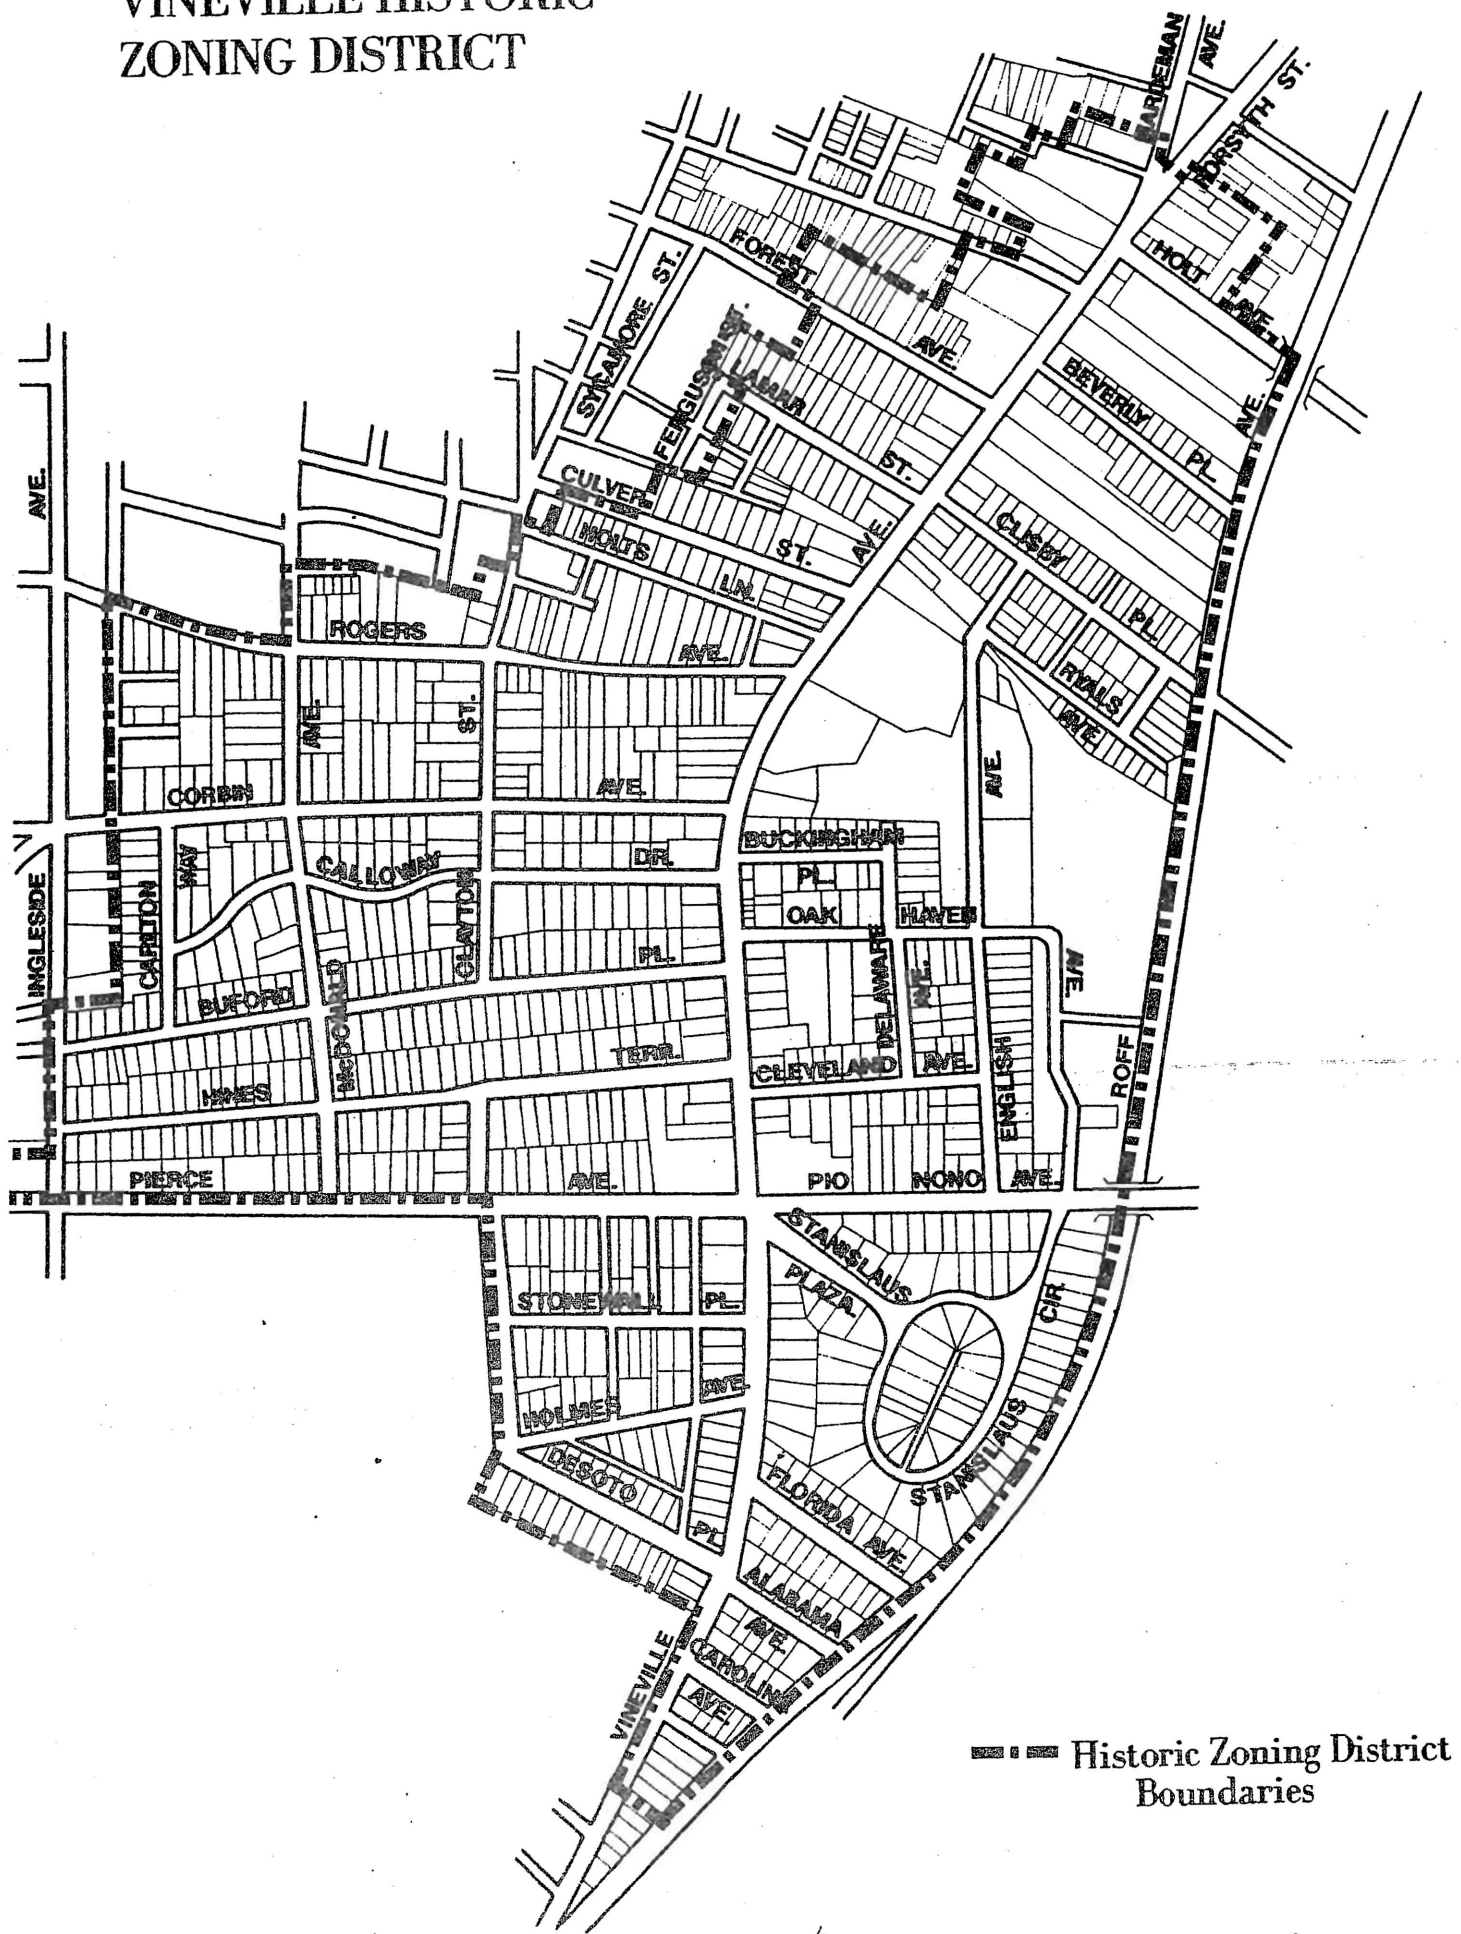 VINEVILLE HISTORIC
ZONING DISTRICT
HARDEMAN
AVE.
FORSYTH ST.
HOLT
AVE.
FOREST
AVE.
SYCAMORE ST.
FERGUSON ST.
LAMAR
ST.
BEVERLY
PL.
AVE.
CULVER
ST.
AVE.
HOLTS
LN.
CLISBY
PL.
AVE.
ROGERS
AVE.
RYALS
AVE.
AVE.
ST.
AVE.
CORBIN
AVE.
BUCKINGHAM
PL.
WAY
CALLOWAY
DR.
OAK
HAVEN
AVE.
INGLESIDE
CARLTON
CLAYTON
PL.
DELAWARE
AVE.
BUFORD
McDONALD
TERR.
CLEVELAND
AVE.
ENGLISH
ROFF
HINES
PIERCE
AVE.
PIO
NONO
AVE.
STANISLAUS
PLAZA
CIR.
STONEWALL
PL.
HOLMES
AVE.
STANISLAUS
DESOTO
PL.
FLORIDA
AVE.
ALABAMA
AVE.
CAROLINA
AVE.
VINEVILLE
Historic Zoning District
Boundaries